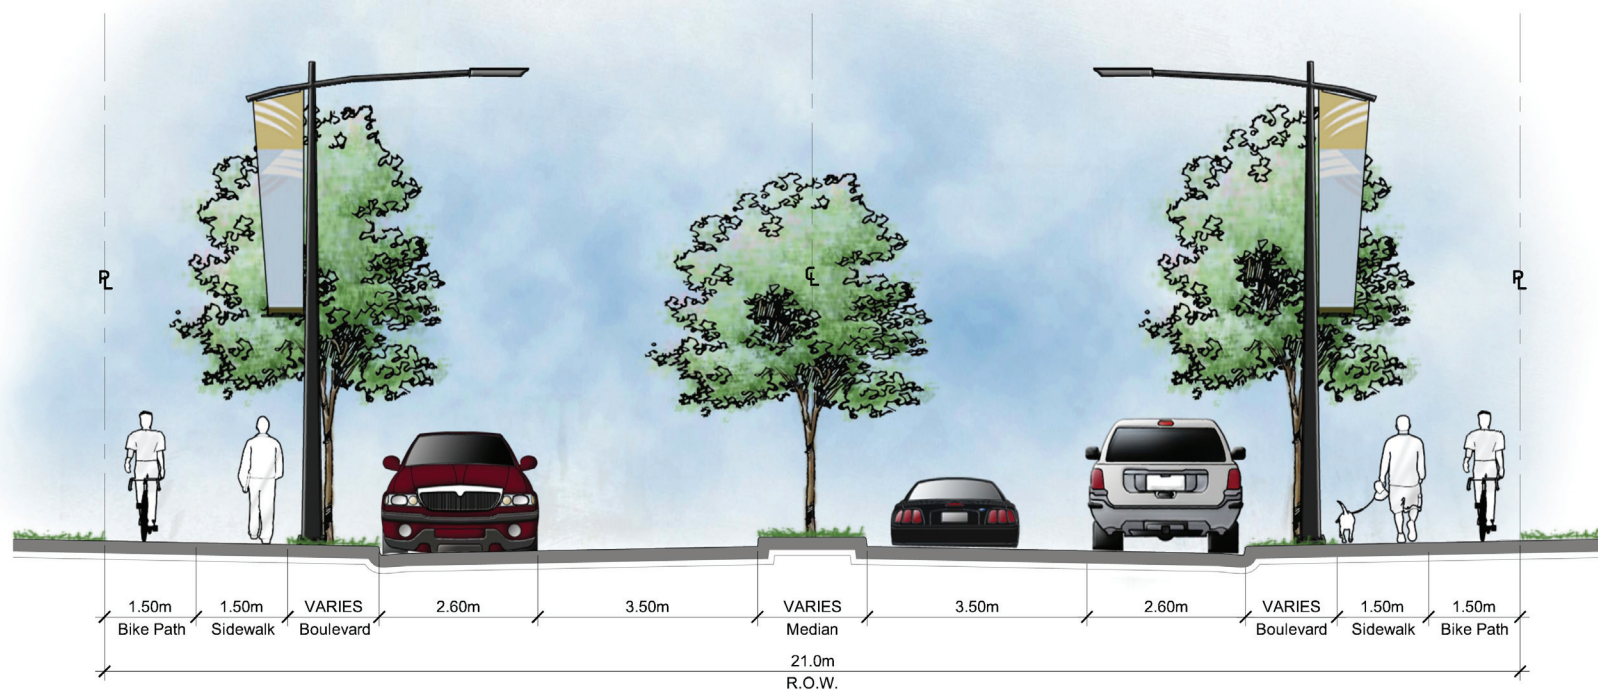 PL
CL
PL
1.50m
Bike Path
1.50m
Sidewalk
VARIES
Boulevard
2.60m
3.50m
VARIES
Median
3.50m
2.60m
VARIES
Boulevard
1.50m
Sidewalk
1.50m
Bike Path
21.0m
R.O.W.